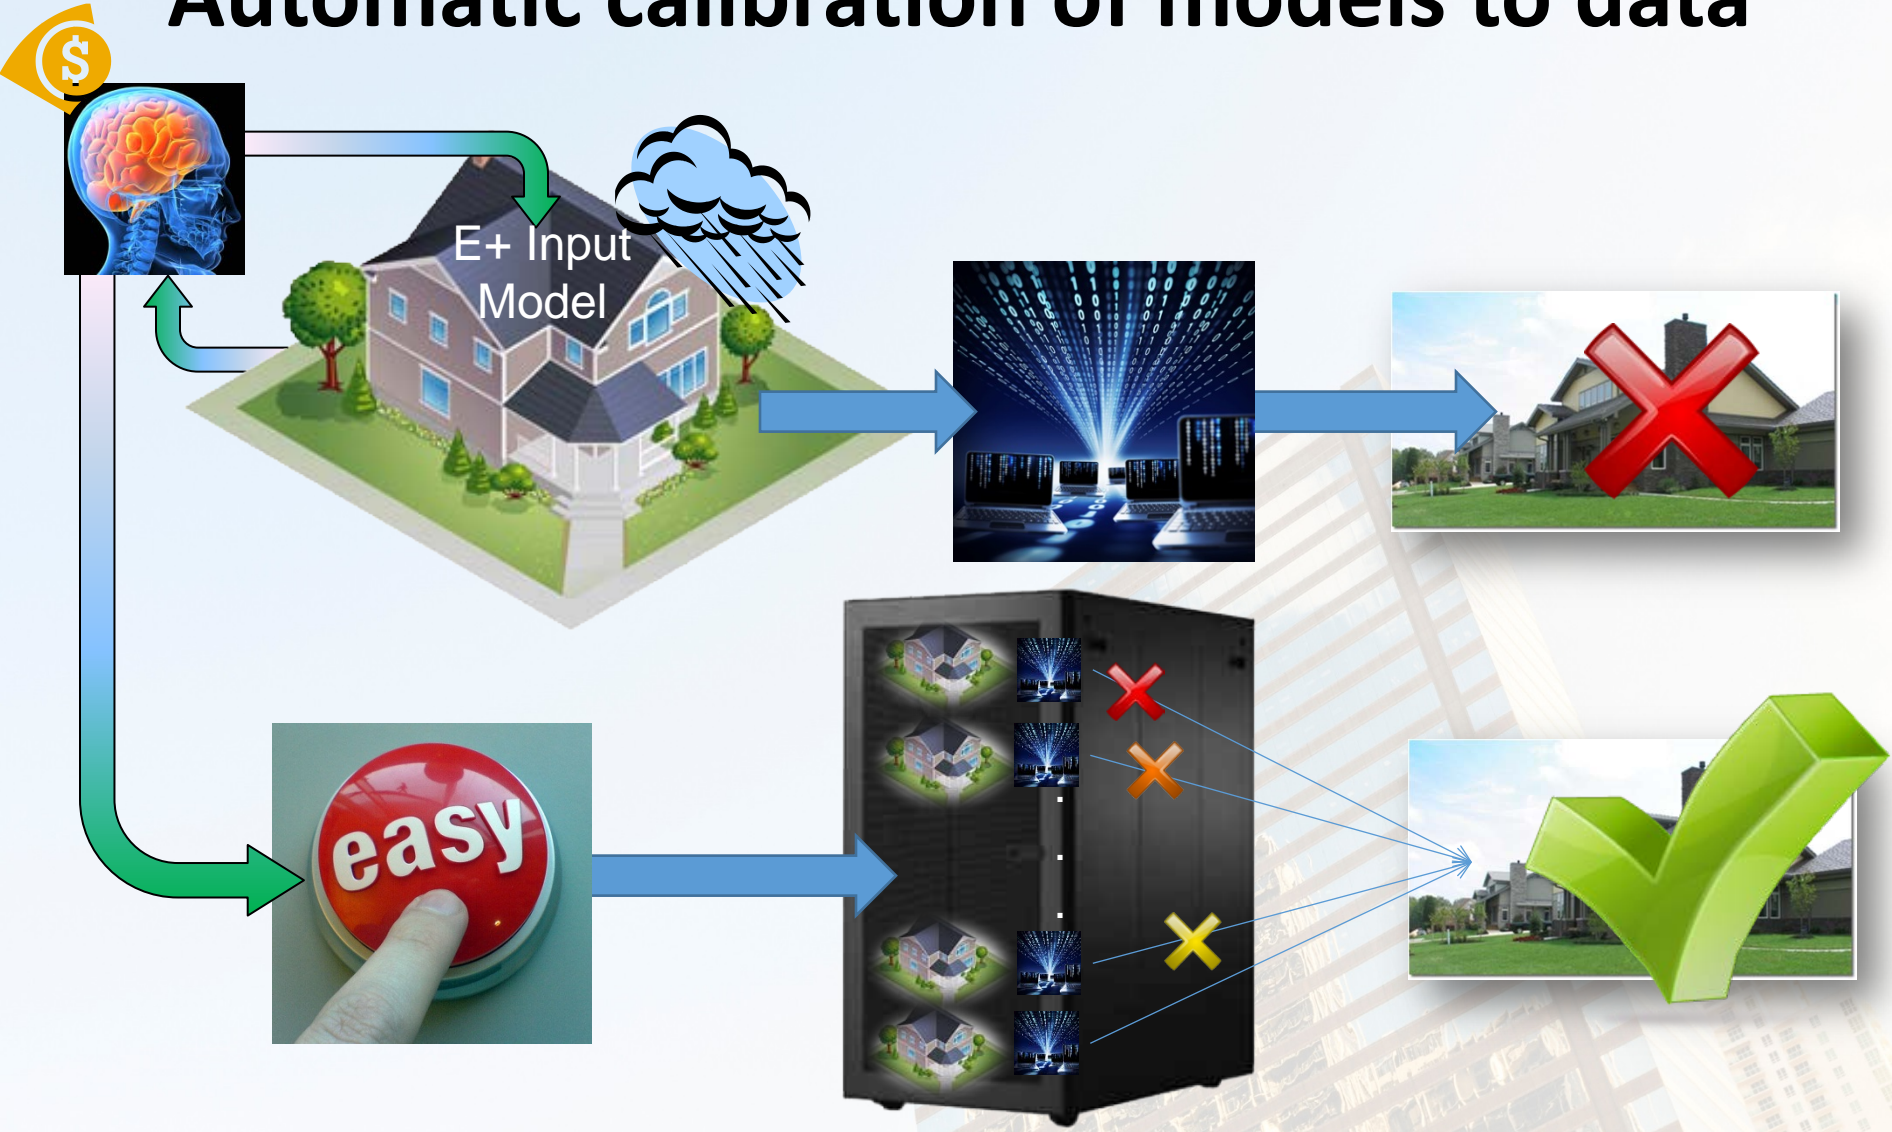 Automatic calibration of models to data
$
E+ Input
Model
easy